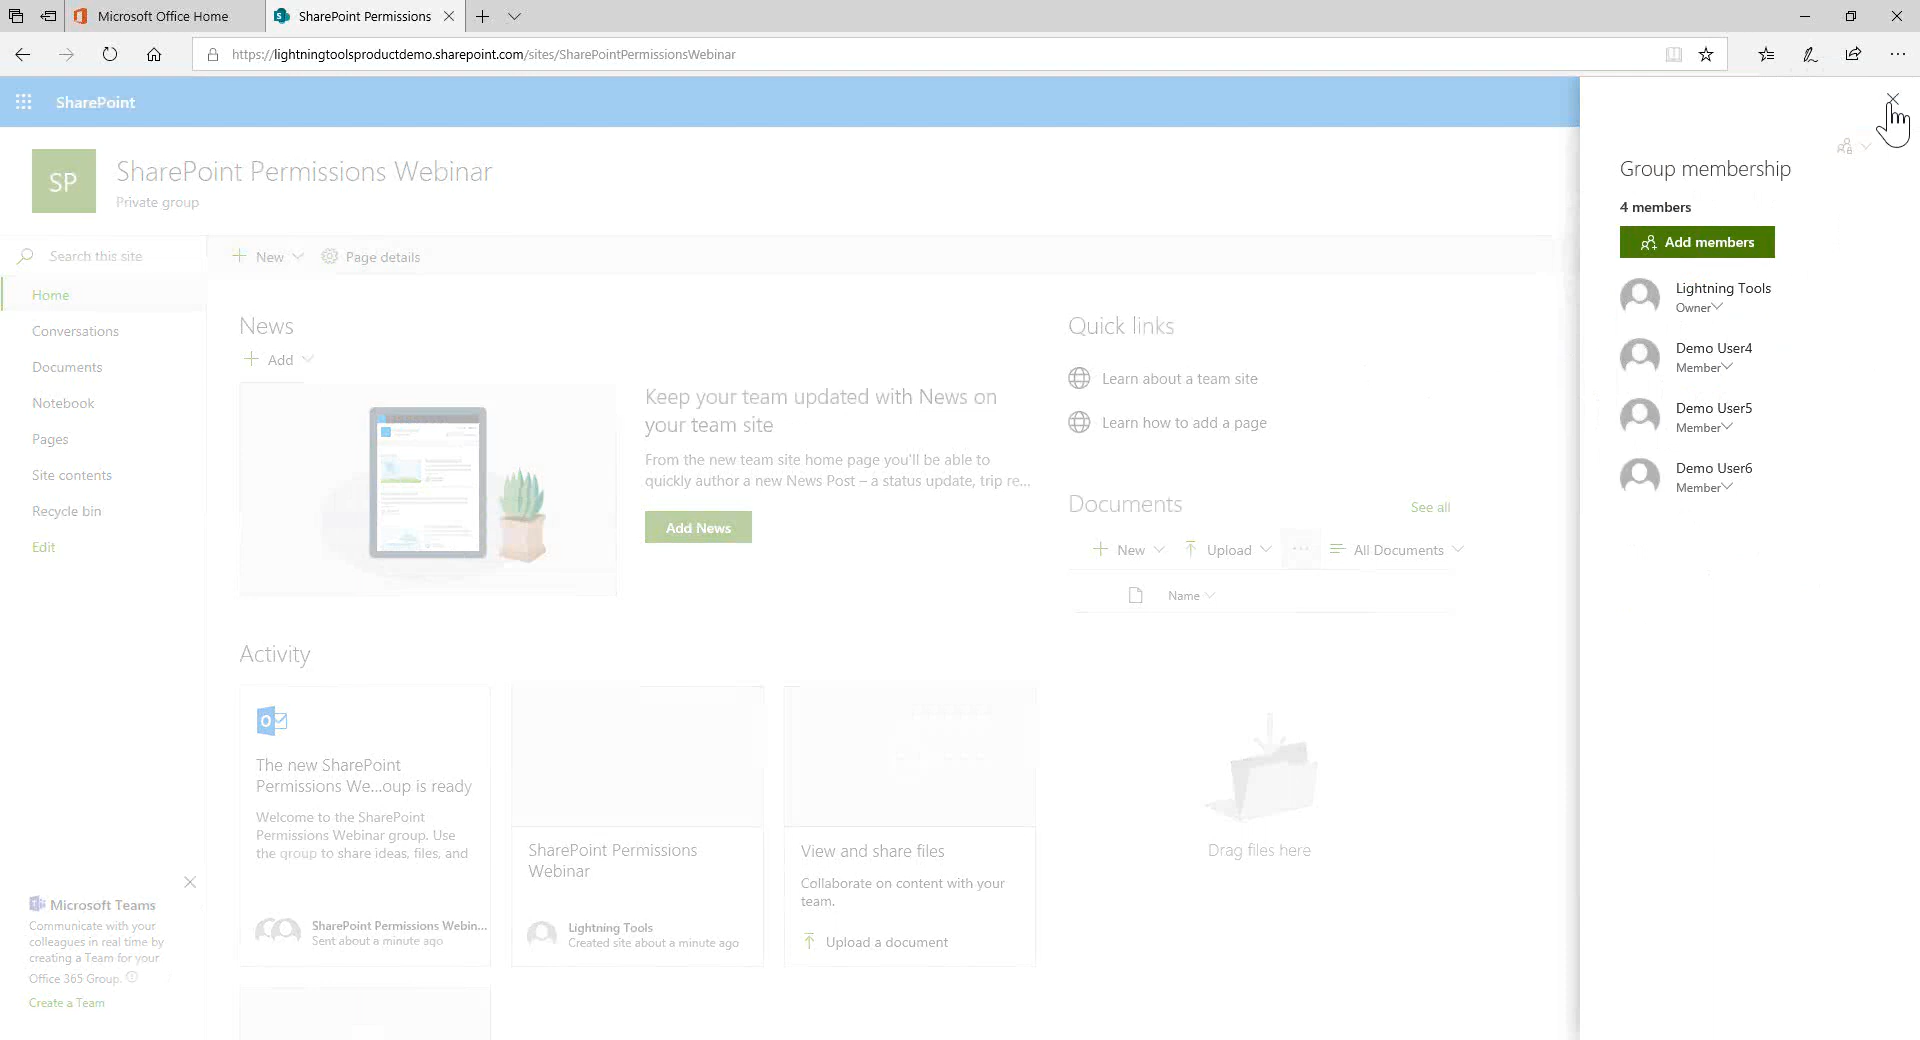 Microsoft Office Home
SharePoint Permissions
https://lightningtoolsproductdemo.sharepoint.com/sites/SharePointPermissionsWebinar
SharePoint
SP
SharePoint Permissions Webinar
Private group
Search this site
New
Page details
Home
Conversations
Documents
Notebook
Pages
Site contents
Recycle bin
Edit
News
Add
Keep your team updated with News on
your team site
From the new team site home page you'll be able to
quickly author a new News Post – a status update, trip re...
Add News
Quick links
Learn about a team site
Learn how to add a page
Documents
See all
New
Upload
All Documents
Name
Drag files here
Activity
The new SharePoint
Permissions We...oup is ready
Welcome to the SharePoint
Permissions Webinar group. Use
the group to share ideas, files, and
SharePoint Permissions Webin...
Sent about a minute ago
SharePoint Permissions
Webinar
Lightning Tools
Created site about a minute ago
View and share files
Collaborate on content with your
team.
Upload a document
Microsoft Teams
Communicate with your
colleagues in real time by
creating a Team for your
Office 365 Group.
Create a Team
Group membership
4 members
Add members
Lightning Tools
Owner
Demo User4
Member
Demo User5
Member
Demo User6
Member